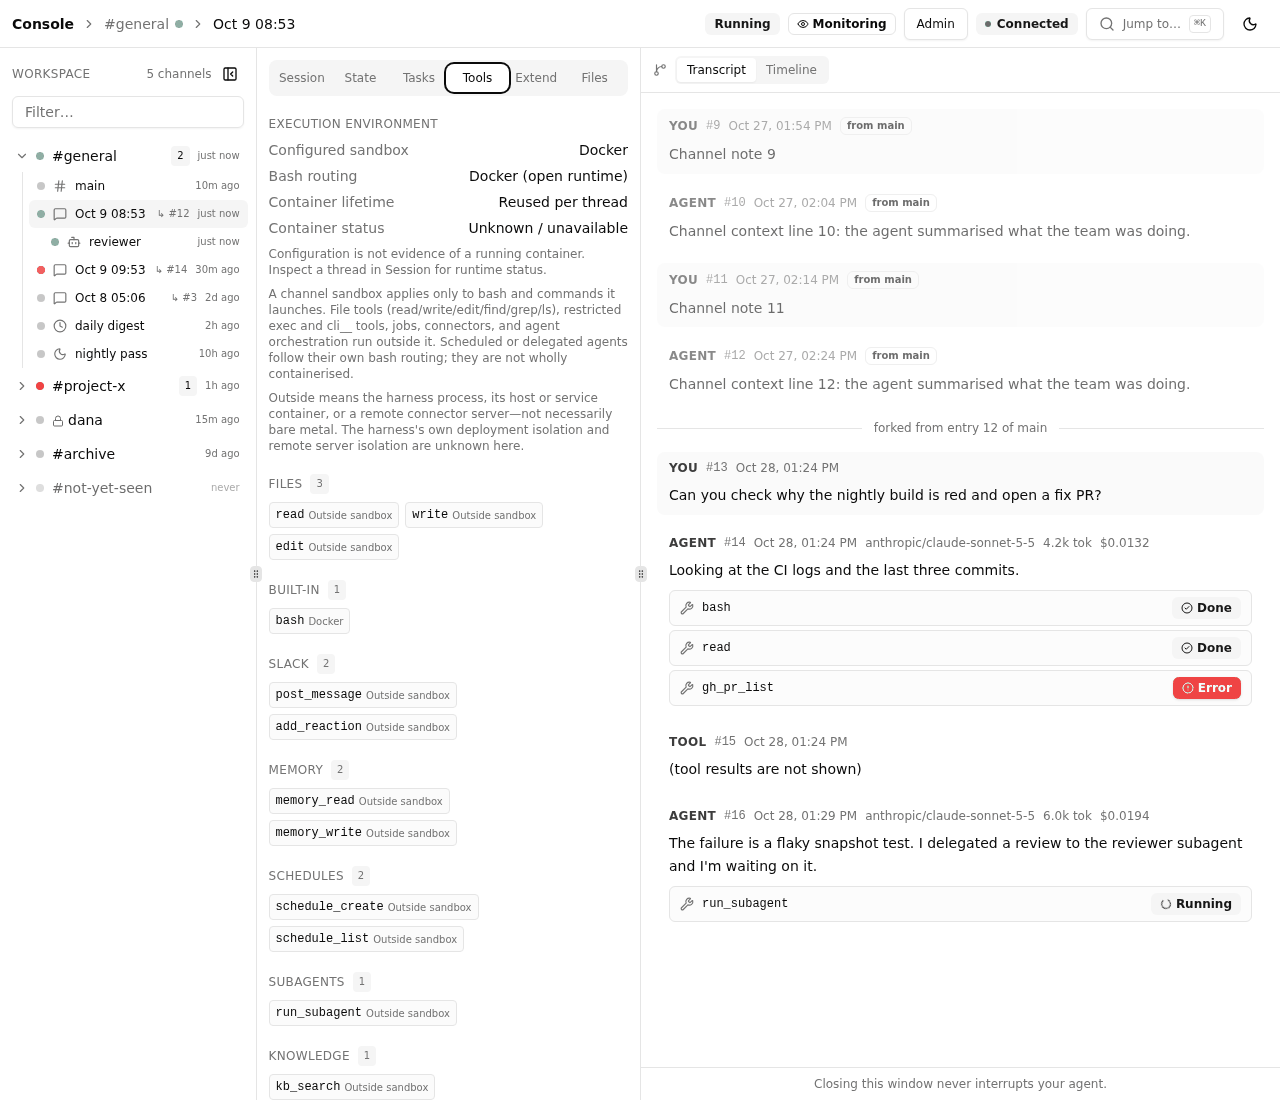 Console > #general > Oct 9 08:53
Running Monitoring Admin Connected Jump to... ⌘K
WORKSPACE 5 channels
Filter...
#general 2 just now
main 10m ago
Oct 9 08:53 ↳ #12 just now
reviewer just now
Oct 9 09:53 ↳ #14 30m ago
Oct 8 05:06 ↳ #3 2d ago
daily digest 2h ago
nightly pass 10h ago
#project-x 1 1h ago
dana 15m ago
#archive 9d ago
#not-yet-seen never
Session State Tasks Tools Extend Files
EXECUTION ENVIRONMENT
Configured sandbox Docker
Bash routing Docker (open runtime)
Container lifetime Reused per thread
Container status Unknown / unavailable
Configuration is not evidence of a running container.
Inspect a thread in Session for runtime status.
A channel sandbox applies only to bash and commands it
launches. File tools (read/write/edit/find/grep/ls), restricted
exec and cli__ tools, jobs, connectors, and agent
orchestration run outside it. Scheduled or delegated agents
follow their own bash routing; they are not wholly
containerised.
Outside means the harness process, its host or service
container, or a remote connector server—not necessarily
bare metal. The harness's own deployment isolation and
remote server isolation are unknown here.
FILES 3
read Outside sandbox write Outside sandbox
edit Outside sandbox
BUILT-IN 1
bash Docker
SLACK 2
post_message Outside sandbox
add_reaction Outside sandbox
MEMORY 2
memory_read Outside sandbox
memory_write Outside sandbox
SCHEDULES 2
schedule_create Outside sandbox
schedule_list Outside sandbox
SUBAGENTS 1
run_subagent Outside sandbox
KNOWLEDGE 1
kb_search Outside sandbox
Transcript Timeline
YOU #9 Oct 27, 01:54 PM from main
Channel note 9
AGENT #10 Oct 27, 02:04 PM from main
Channel context line 10: the agent summarised what the team was doing.
YOU #11 Oct 27, 02:14 PM from main
Channel note 11
AGENT #12 Oct 27, 02:24 PM from main
Channel context line 12: the agent summarised what the team was doing.
forked from entry 12 of main
YOU #13 Oct 28, 01:24 PM
Can you check why the nightly build is red and open a fix PR?
AGENT #14 Oct 28, 01:24 PM anthropic/claude-sonnet-5-5 4.2k tok $0.0132
Looking at the CI logs and the last three commits.
bash Done
read Done
gh_pr_list Error
TOOL #15 Oct 28, 01:24 PM
(tool results are not shown)
AGENT #16 Oct 28, 01:29 PM anthropic/claude-sonnet-5-5 6.0k tok $0.0194
The failure is a flaky snapshot test. I delegated a review to the reviewer subagent
and I'm waiting on it.
run_subagent Running
Closing this window never interrupts your agent.